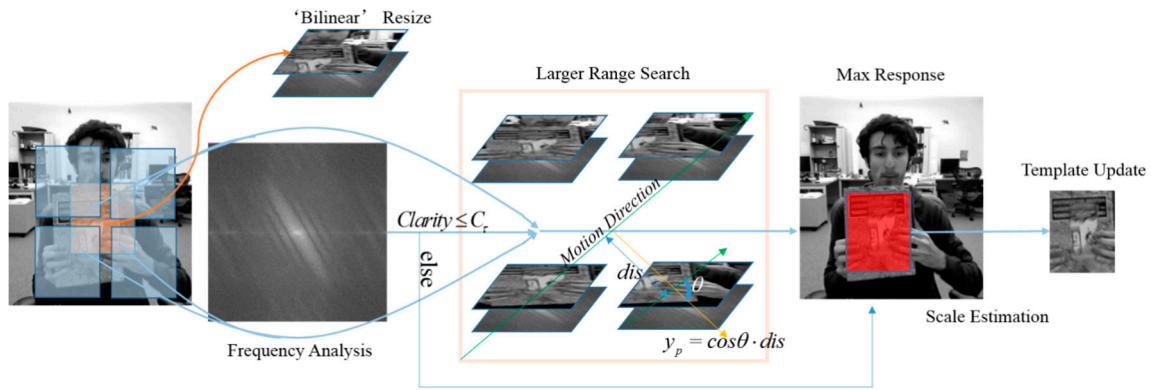 ‘Bilinear’ Resize
Larger Range Search
Max Response
Template Update
Clarity ≤ C_r
Motion Direction
else
dis
θ
y_p = cosθ · dis
Scale Estimation
Frequency Analysis